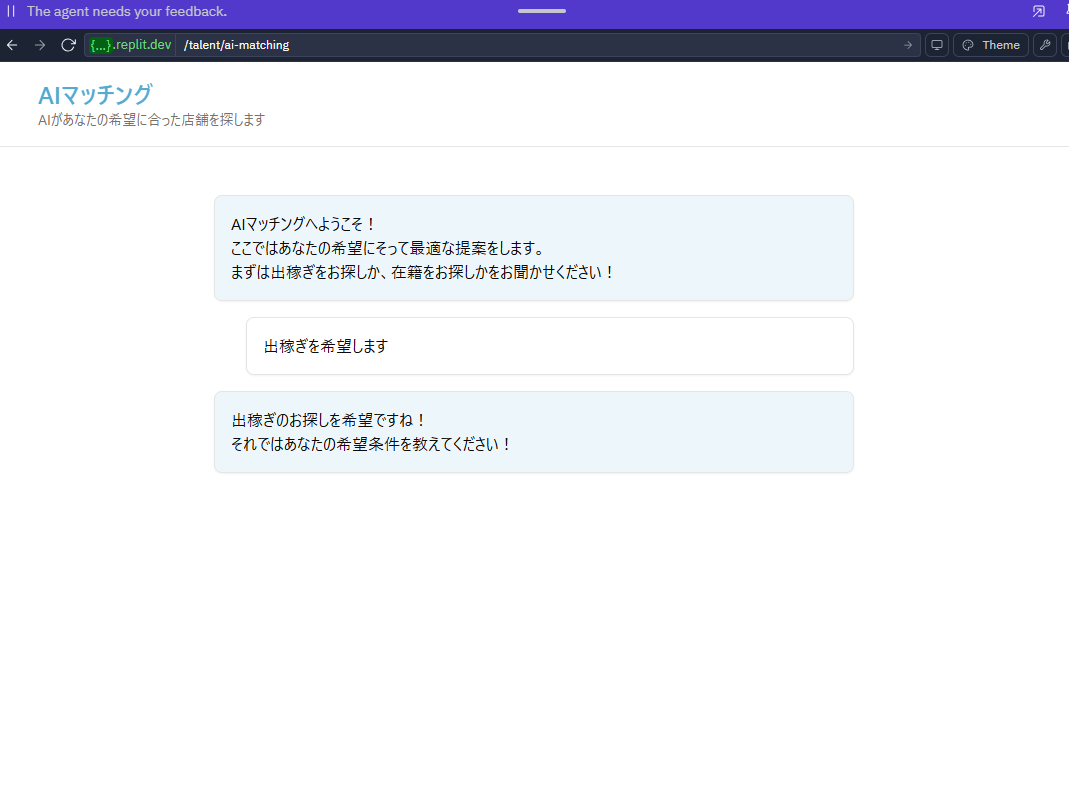 The agent needs your feedback.
{...}.replit.dev /talent/ai-matching
Theme
AIマッチング
AIがあなたの希望に合った店舗を探します
AIマッチングへようこそ！
ここではあなたの希望にそって最適な提案をします。
まずは出稼ぎをお探しか、在籍をお探しかをお聞かせください！
出稼ぎを希望します
出稼ぎのお探しを希望ですね！
それではあなたの希望条件を教えてください！